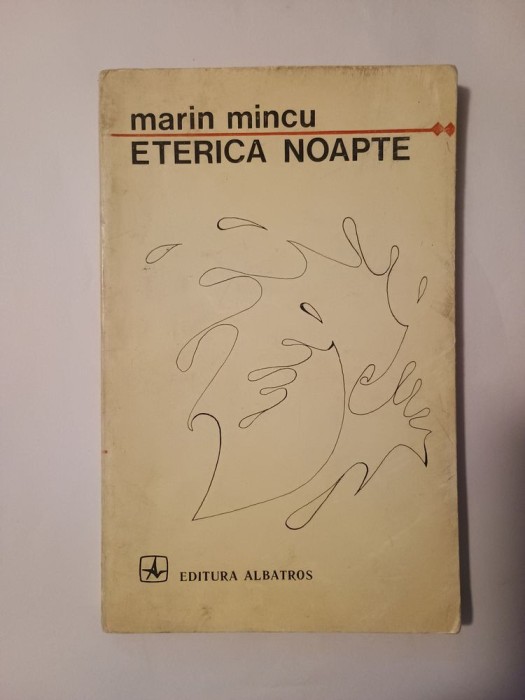 marin mincu
ETERICA NOAPTE
EDITURA ALBATROS